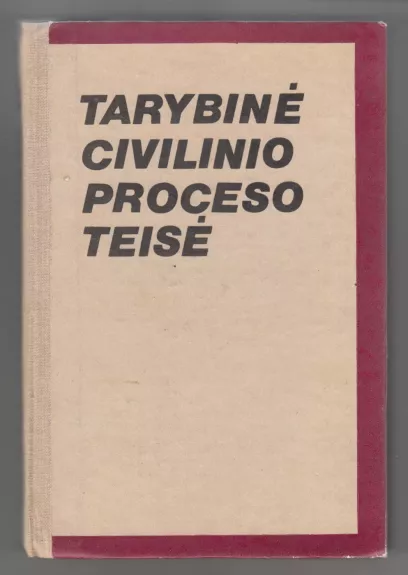 TARYBINĖ
CIVILINIO
PROCESO
TEISĖ